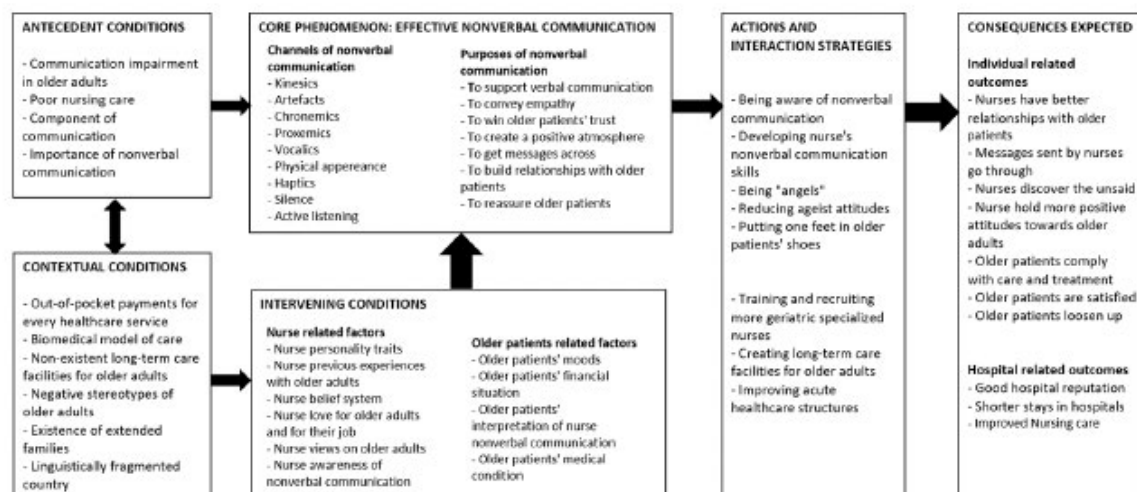 ANTECEDENT CONDITIONS
- Communication impairment
in older adults
- Poor nursing care
- Component of
communication
- Importance of nonverbal
communication
CONTEXTUAL CONDITIONS
- Out-of-pocket payments for
every healthcare service
- Biomedical model of care
- Non-existent long-term care
facilities for older adults
- Negative stereotypes of
older adults
- Existence of extended
families
- Linguistically fragmented
country
CORE PHENOMENON: EFFECTIVE NONVERBAL COMMUNICATION
Channels of nonverbal
communication
- Kinesics
- Artefacts
- Chronemics
- Proxemics
- Vocalics
- Physical appereance
- Haptics
- Silence
- Active listening
Purposes of nonverbal
communication
- To support verbal communication
- To convey empathy
- To win older patients' trust
- To create a positive atmosphere
- To get messages across
- To build relationships with older
patients
- To reassure older patients
INTERVENING CONDITIONS
Nurse related factors
- Nurse personality traits
- Nurse previous experiences
with older adults
- Nurse belief system
- Nurse love for older adults
and for their job
- Nurse views on older adults
- Nurse awareness of
nonverbal communication
Older patients related factors
- Older patients' moods
- Older patients' financial
situation
- Older patients'
interpretation of nurse
nonverbal communication
- Older patients' medical
condition
ACTIONS AND
INTERACTION STRATEGIES
- Being aware of nonverbal
communication
- Developing nurse's
nonverbal communication
skills
- Being "angels"
- Reducing ageist attitudes
- Putting one feet in older
patients' shoes
- Training and recruiting
more geriatric specialized
nurses
- Creating long-term care
facilities for older adults
- Improving acute
healthcare structures
CONSEQUENCES EXPECTED
Individual related
outcomes
- Nurses have better
relationships with older
patients
- Messages sent by nurses
go through
- Nurses discover the unsaid
- Nurse hold more positive
attitudes towards older
adults
- Older patients comply
with care and treatment
- Older patients are satisfied
- Older patients loosen up
Hospital related outcomes
- Good hospital reputation
- Shorter stays in hospitals
- Improved Nursing care